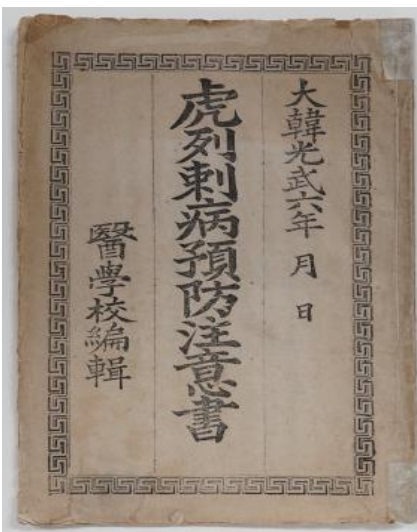 大韓光武六年 月 日
虎列剌病預防注意書
醫學校編輯